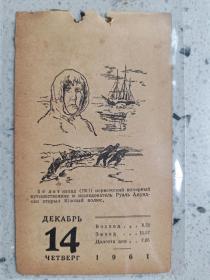 50 лет назад (1911) норвежский полярный
путешественник и исследователь Руаль Амунд-
сен открыл Южный полюс.
ДЕКАБРЬ
14
ЧЕТВЕРГ
Восход
Заход
Долгота дня
1961